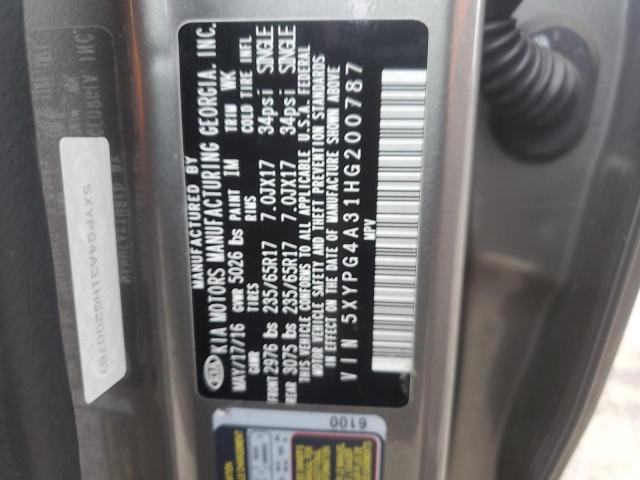 MANUFACTURED BY
KIA MOTORS MANUFACTURING GEORGIA, INC.
MAY/17/16 GVWR 5026 lbs PAINT IM TRIM WK
GAWR TIRES RIMS COLD TIRE INFL
FRONT 2976 lbs 235/65R17 7.0JX17 34psi SINGLE
REAR 3075 lbs 235/65R17 7.0JX17 34psi SINGLE
THIS VEHICLE CONFORMS TO ALL APPLICABLE U.S.A. FEDERAL
MOTOR VEHICLE SAFETY AND THEFT PREVENTION STANDARDS
IN EFFECT ON THE DATE OF MANUFACTURE SHOWN ABOVE
VIN 5XYPG4A31HG200787
MPV
KIA
6100
5XYPG4A31HG200787